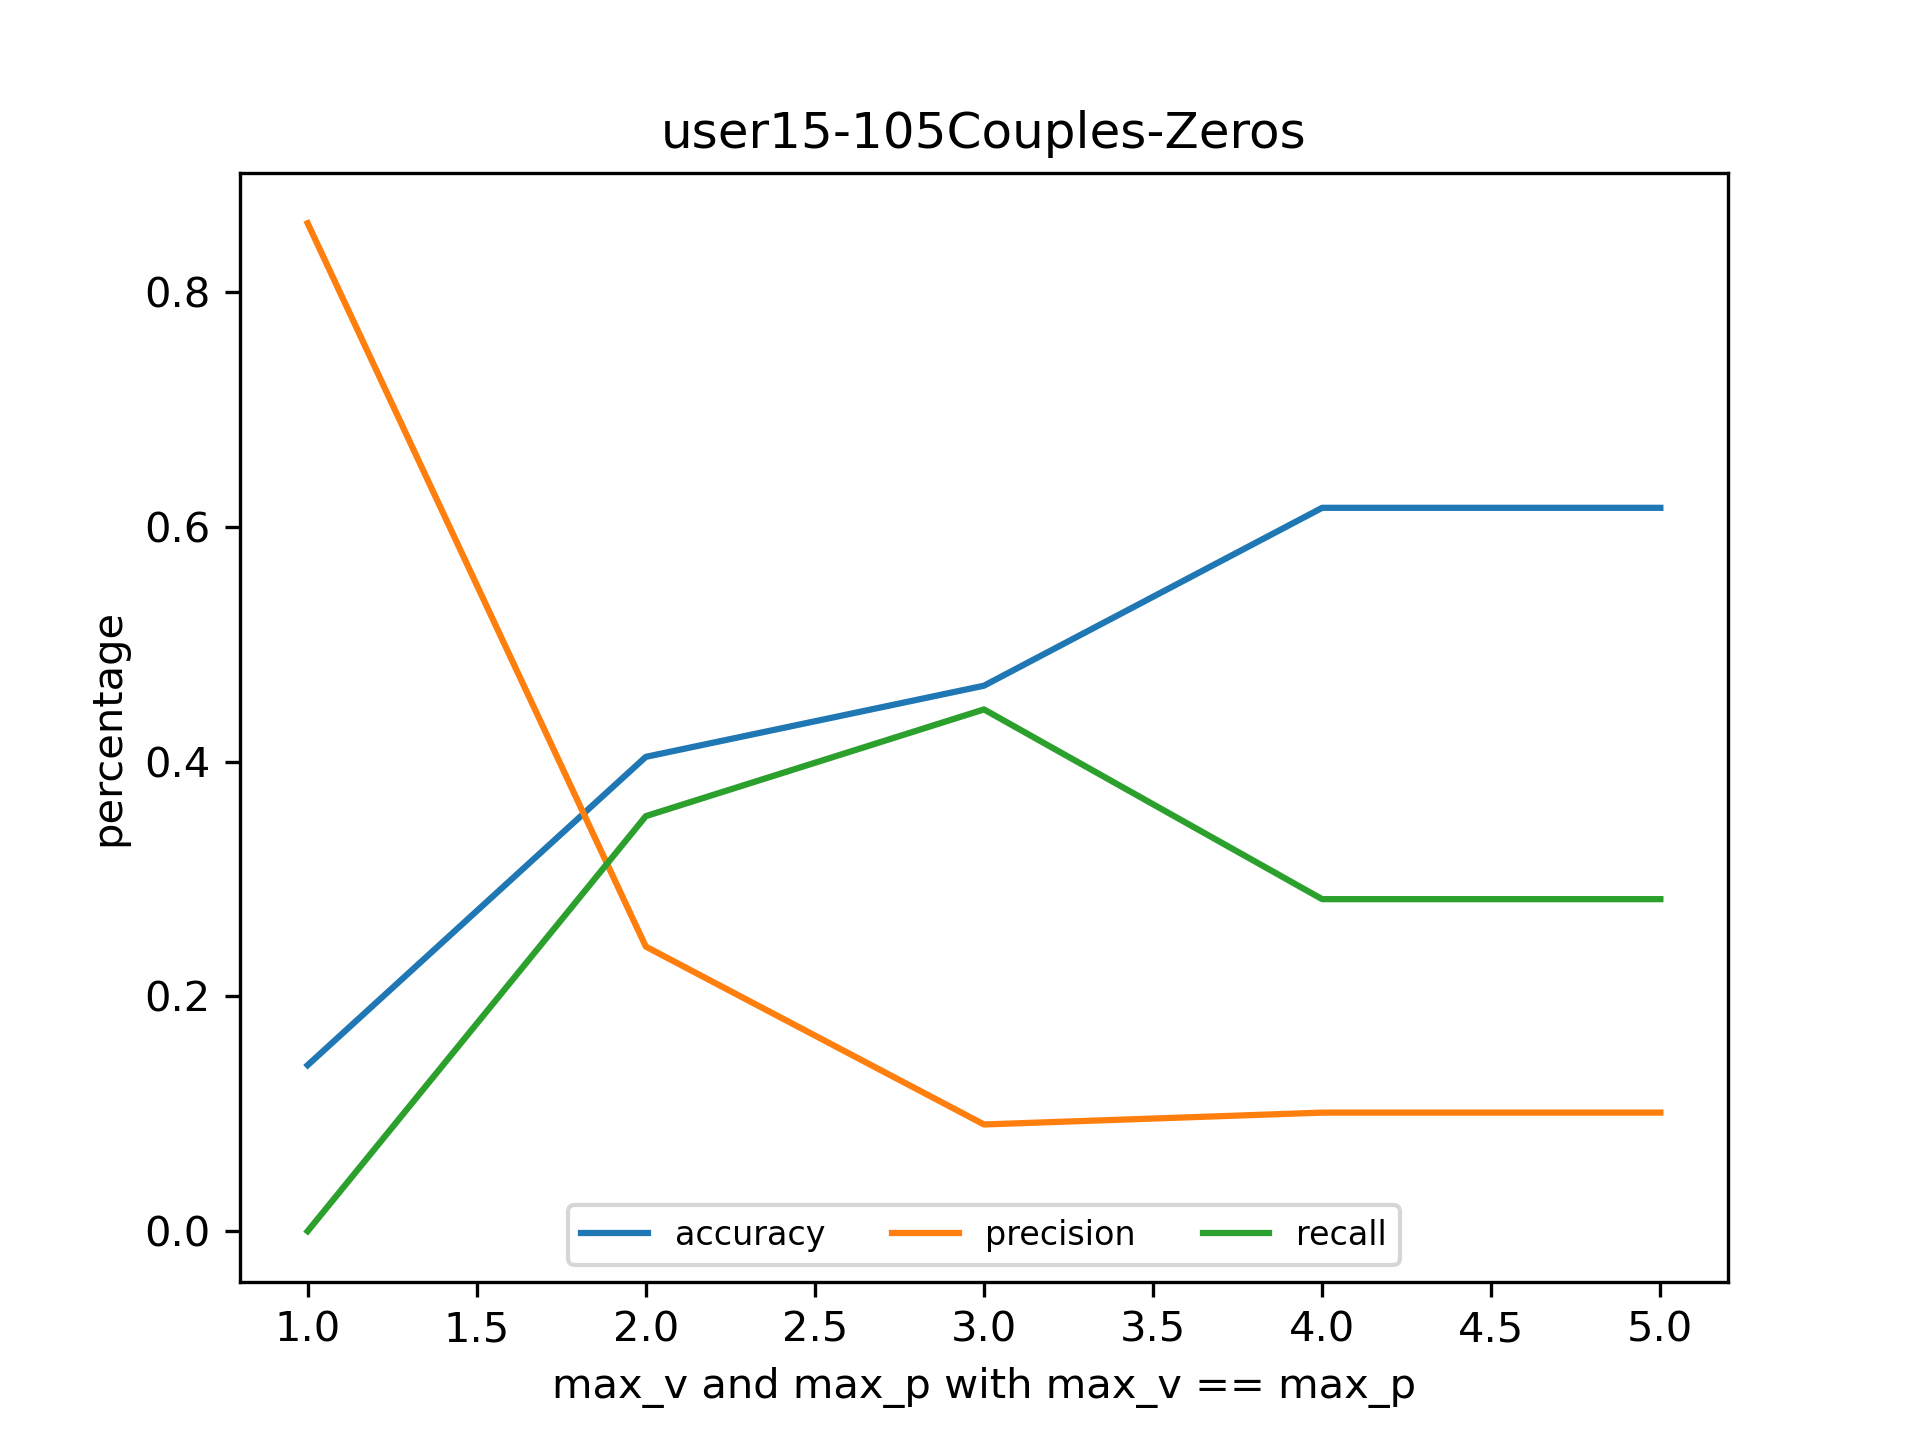 user15-105Couples-Zeros
0.8
0.6
0.4
0.2
0.0
percentage
accuracy precision recall
1.0 1.5 2.0 2.5 3.0 3.5 4.0 4.5 5.0
max_v and max_p with max_v == max_p